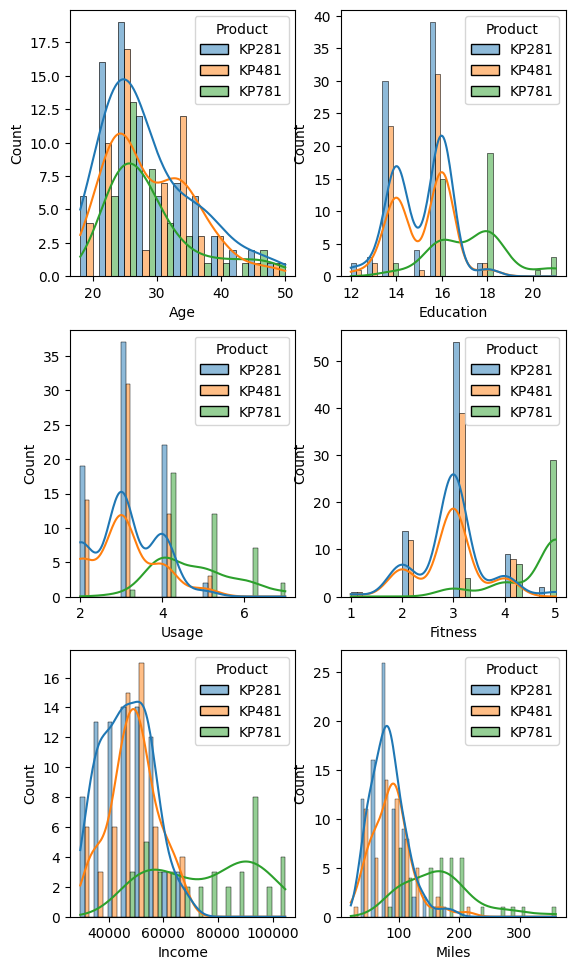 Product
KP281
KP481
KP781
Count
17.5
15.0
12.5
10.0
7.5
5.0
2.5
0.0
20 30 40 50
Age
Product
KP281
KP481
KP781
Count
40
35
30
25
20
15
10
5
0
12 14 16 18 20
Education
Product
KP281
KP481
KP781
Count
35
30
25
20
15
10
5
0
2 4 6
Usage
Product
KP281
KP481
KP781
Count
50
40
30
20
10
0
1 2 3 4 5
Fitness
Product
KP281
KP481
KP781
Count
16
14
12
10
8
6
4
2
0
40000 60000 80000 100000
Income
Product
KP281
KP481
KP781
Count
25
20
15
10
5
0
100 200 300
Miles